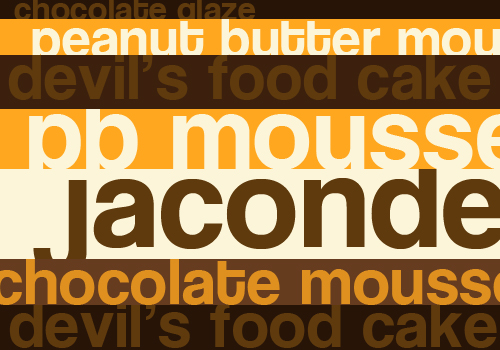 chocolate glaze
peanut butter mou
devil's food cake
pb mousse
jaconde
chocolate mousse
devil's food cake